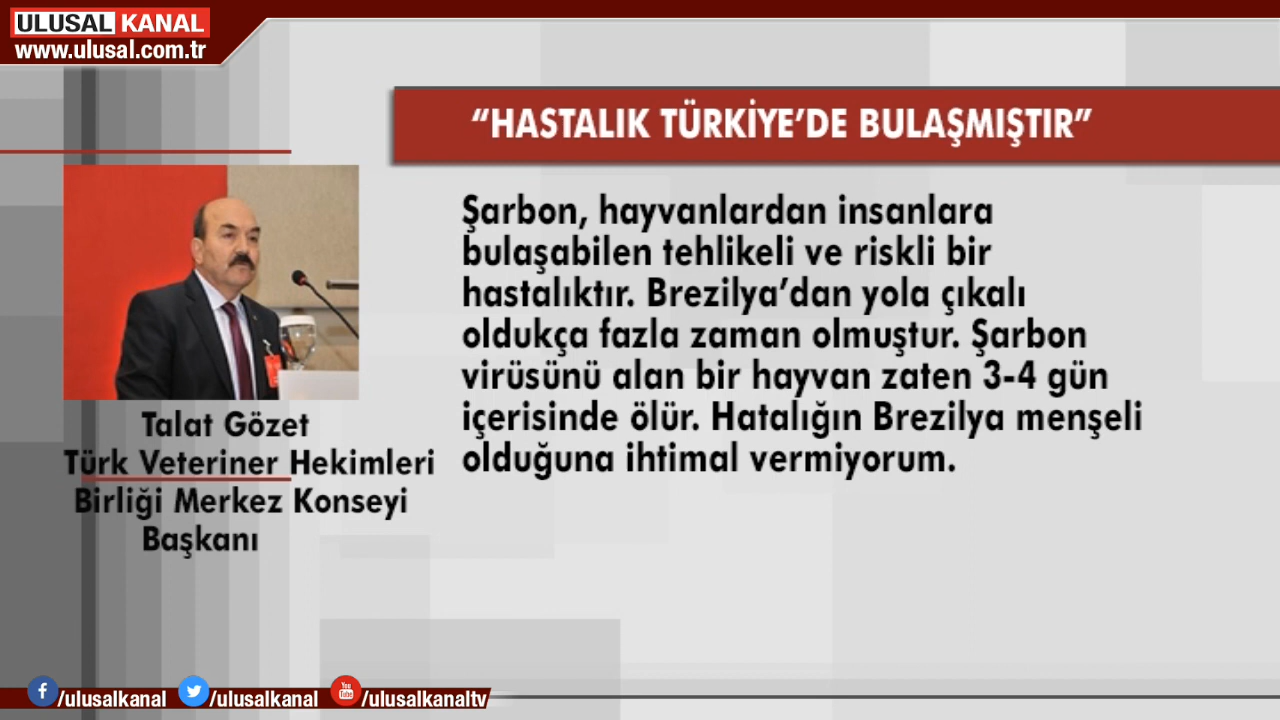 ULUSAL KANAL
www.ulusal.com.tr
“HASTALIK TÜRKİYE’DE BULAŞMIŞTIR”
Şarbon, hayvanlardan insanlara
bulaşabilen tehlikeli ve riskli bir
hastalıktır. Brezilya’dan yola çıkalı
oldukça fazla zaman olmuştur. Şarbon
virüsünü alan bir hayvan zaten 3-4 gün
içerisinde ölür. Hatalığın Brezilya menşeli
olduğuna ihtimal vermiyorum.
Talat Gözet
Türk Veteriner Hekimleri
Birliği Merkez Konseyi
Başkanı
/ulusalkanal
/ulusalkanal
You Tube
/ulusalkanaltv